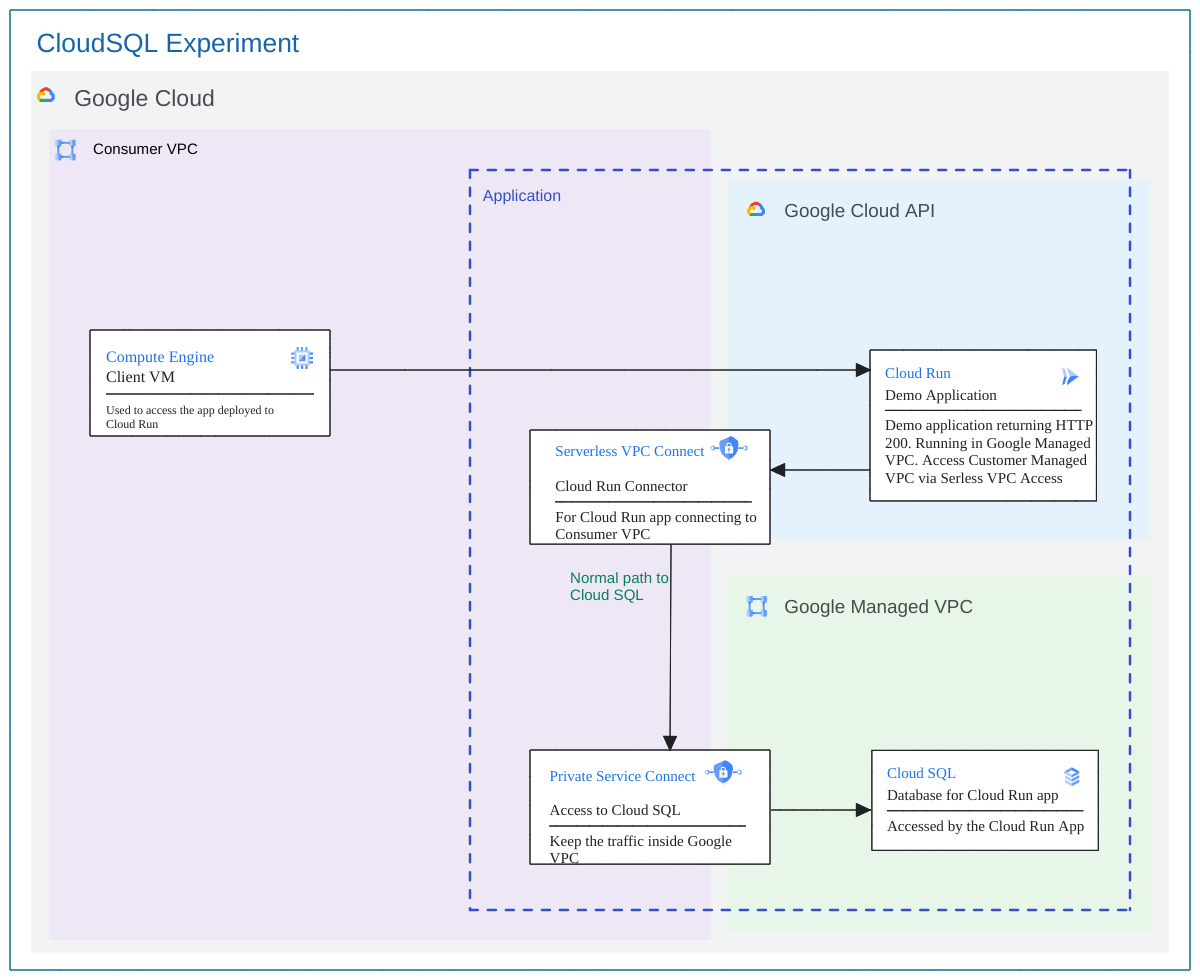 CloudSQL Experiment
Google Cloud
Consumer VPC
Application
Google Cloud API
Compute Engine
Client VM
Used to access the app deployed to
Cloud Run
Cloud Run
Demo Application
Demo application returning HTTP
200. Running in Google Managed
VPC. Access Customer Managed
VPC via Serless VPC Access
Serverless VPC Connect
Cloud Run Connector
For Cloud Run app connecting to
Consumer VPC
Normal path to
Cloud SQL
Google Managed VPC
Private Service Connect
Access to Cloud SQL
Keep the traffic inside Google
VPC
Cloud SQL
Database for Cloud Run app
Accessed by the Cloud Run App